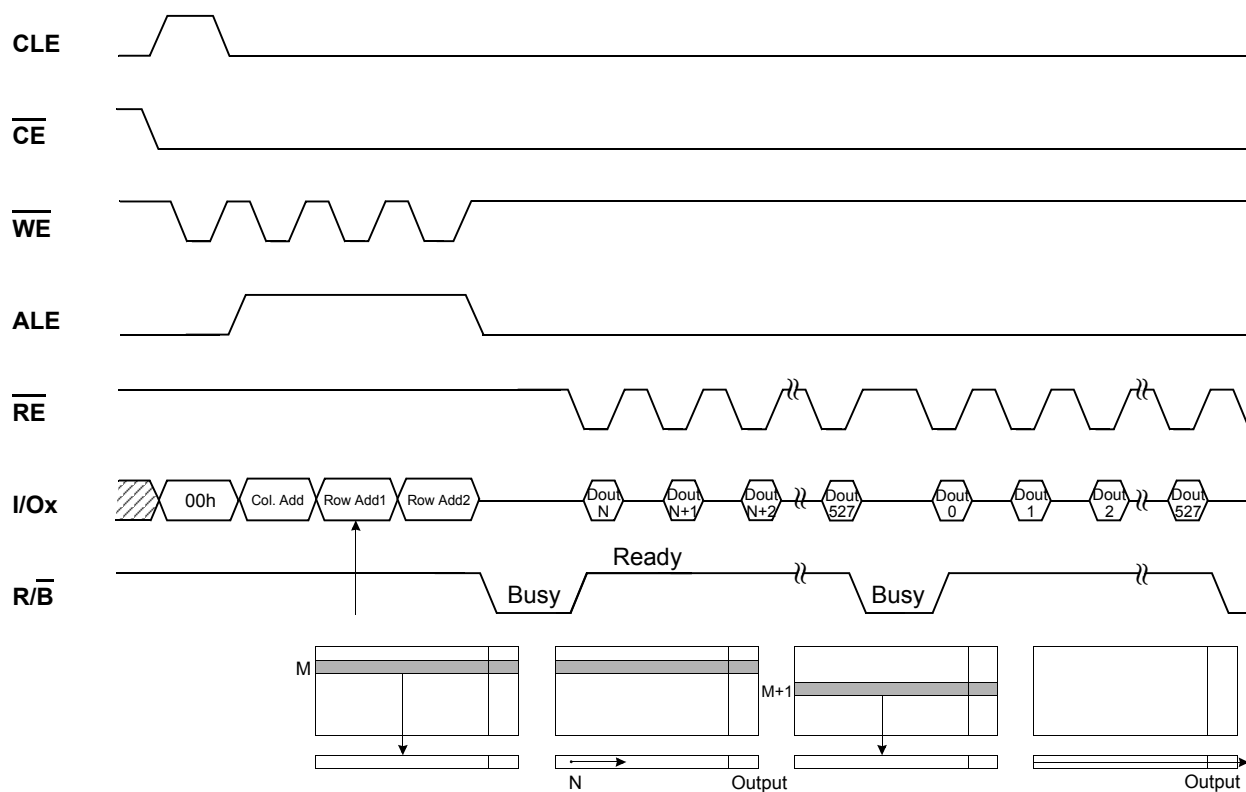 CLE
CE
WE
ALE
RE
I/Ox
00h
Col. Add
Row Add1
Row Add2
Dout
N
Dout
N+1
Dout
N+2
Dout
527
Dout
0
Dout
1
Dout
2
Dout
527
R/B
Busy
Ready
Busy
M
M+1
N
Output
Output